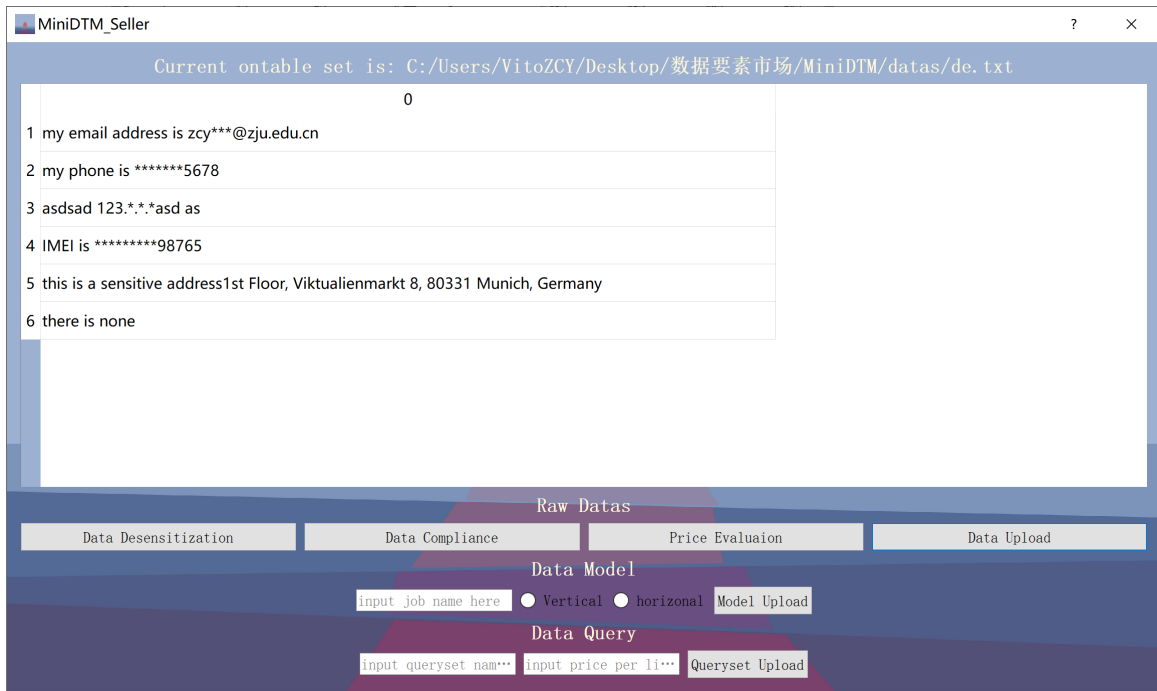 MiniDTM_Seller ?
Current ontable set is: C:/Users/VitoZCY/Desktop/数据要素市场/MiniDTM/datas/de.txt
0
1 my email address is zcy***@zju.edu.cn
2 my phone is *******5678
3 asdsad 123.*.*.*asd as
4 IMEI is *********98765
5 this is a sensitive address1st Floor, Viktualienmarkt 8, 80331 Munich, Germany
6 there is none
Raw Datas
Data Desensitization Data Compliance Price Evaluaion Data Upload
Data Model
input job name here Vertical horizonal Model Upload
Data Query
input queryset nam··· input price per li··· Queryset Upload